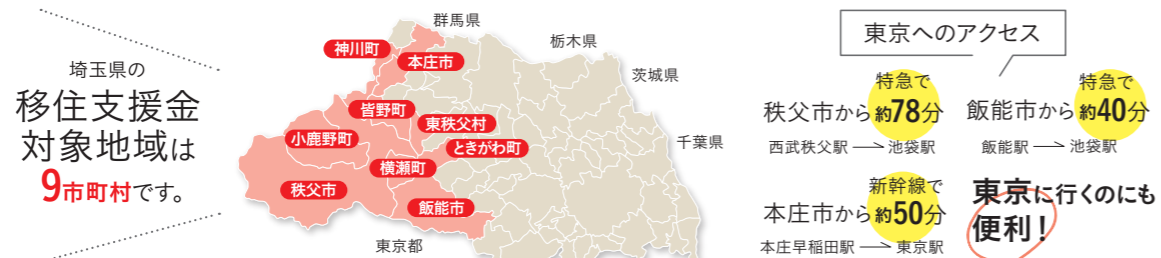 埼玉県の
移住支援金
対象地域は
9市町村です。
群馬県
栃木県
茨城県
千葉県
東京都
神川町
本庄市
皆野町
東秩父村
小鹿野町
ときがわ町
横瀬町
秩父市
飯能市
東京へのアクセス
特急で
秩父市から約78分
西武秩父駅→池袋駅
特急で
飯能市から約40分
飯能駅→池袋駅
新幹線で
本庄市から約50分
本庄早稲田駅→東京駅
東京に行くのにも
便利!